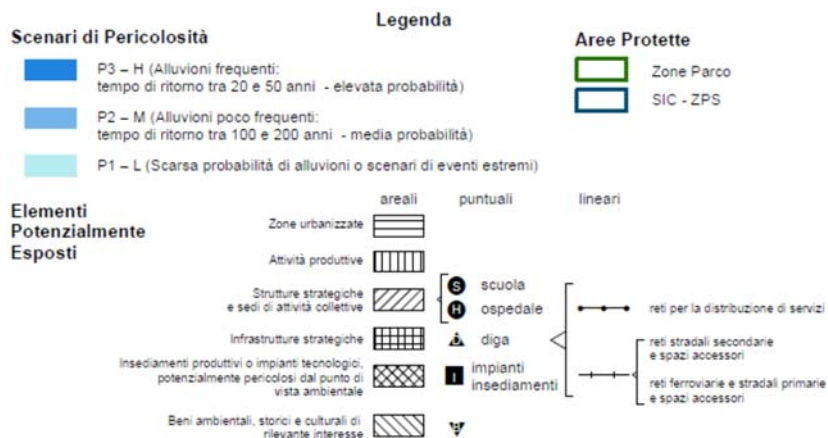 Legenda
Scenari di Pericolosità
P3 – H (Alluvioni frequenti:
tempo di ritorno tra 20 e 50 anni - elevata probabilità)
P2 – M (Alluvioni poco frequenti:
tempo di ritorno tra 100 e 200 anni - media probabilità)
P1 – L (Scarsa probabilità di alluvioni o scenari di eventi estremi)
Aree Protette
Zone Parco
SIC - ZPS
Elementi
Potenzialmente
Esposti
areali
puntuali
lineari
Zone urbanizzate
Attività produttive
Strutture strategiche
e sedi di attività collettive
S scuola
H ospedale
reti per la distribuzione di servizi
Infrastrutture strategiche
D diga
reti stradali secondarie
e spazi accessori
Insediamenti produttivi o impianti tecnologici,
potenzialmente pericolosi dal punto di
vista ambientale
I impianti
insediamenti
reti ferroviarie e stradali primarie
e spazi accessori
Beni ambientali, storici e culturali di
rilevante interesse